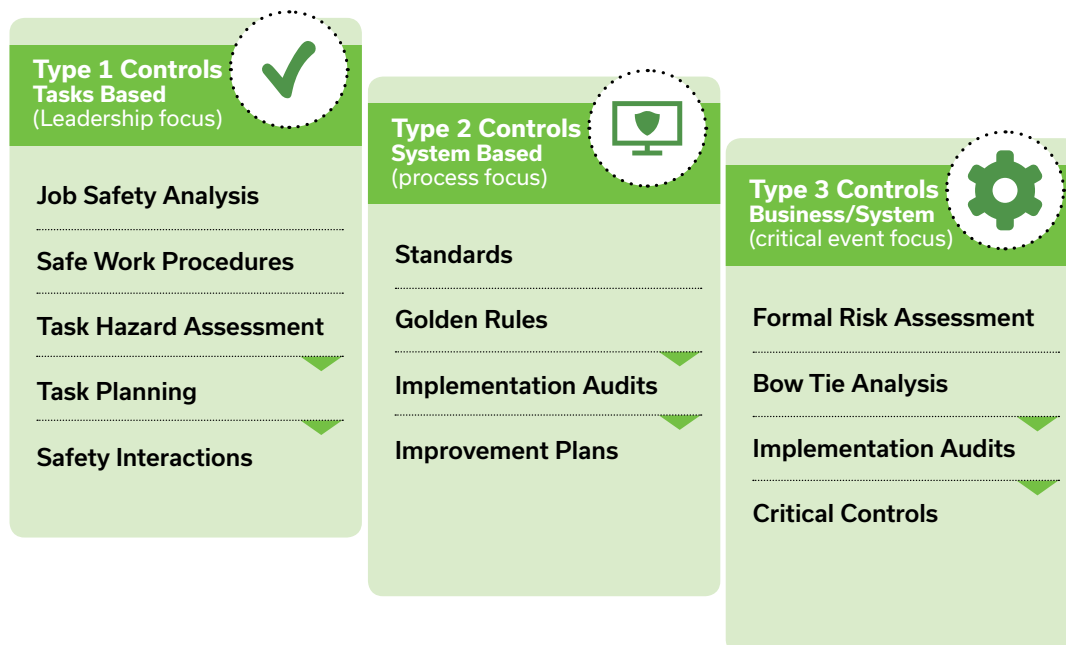 Type 1 Controls
Tasks Based
(Leadership focus)
Job Safety Analysis
Safe Work Procedures
Task Hazard Assessment
Task Planning
Safety Interactions
Type 2 Controls
System Based
(process focus)
Standards
Golden Rules
Implementation Audits
Improvement Plans
Type 3 Controls
Business/System
(critical event focus)
Formal Risk Assessment
Bow Tie Analysis
Implementation Audits
Critical Controls